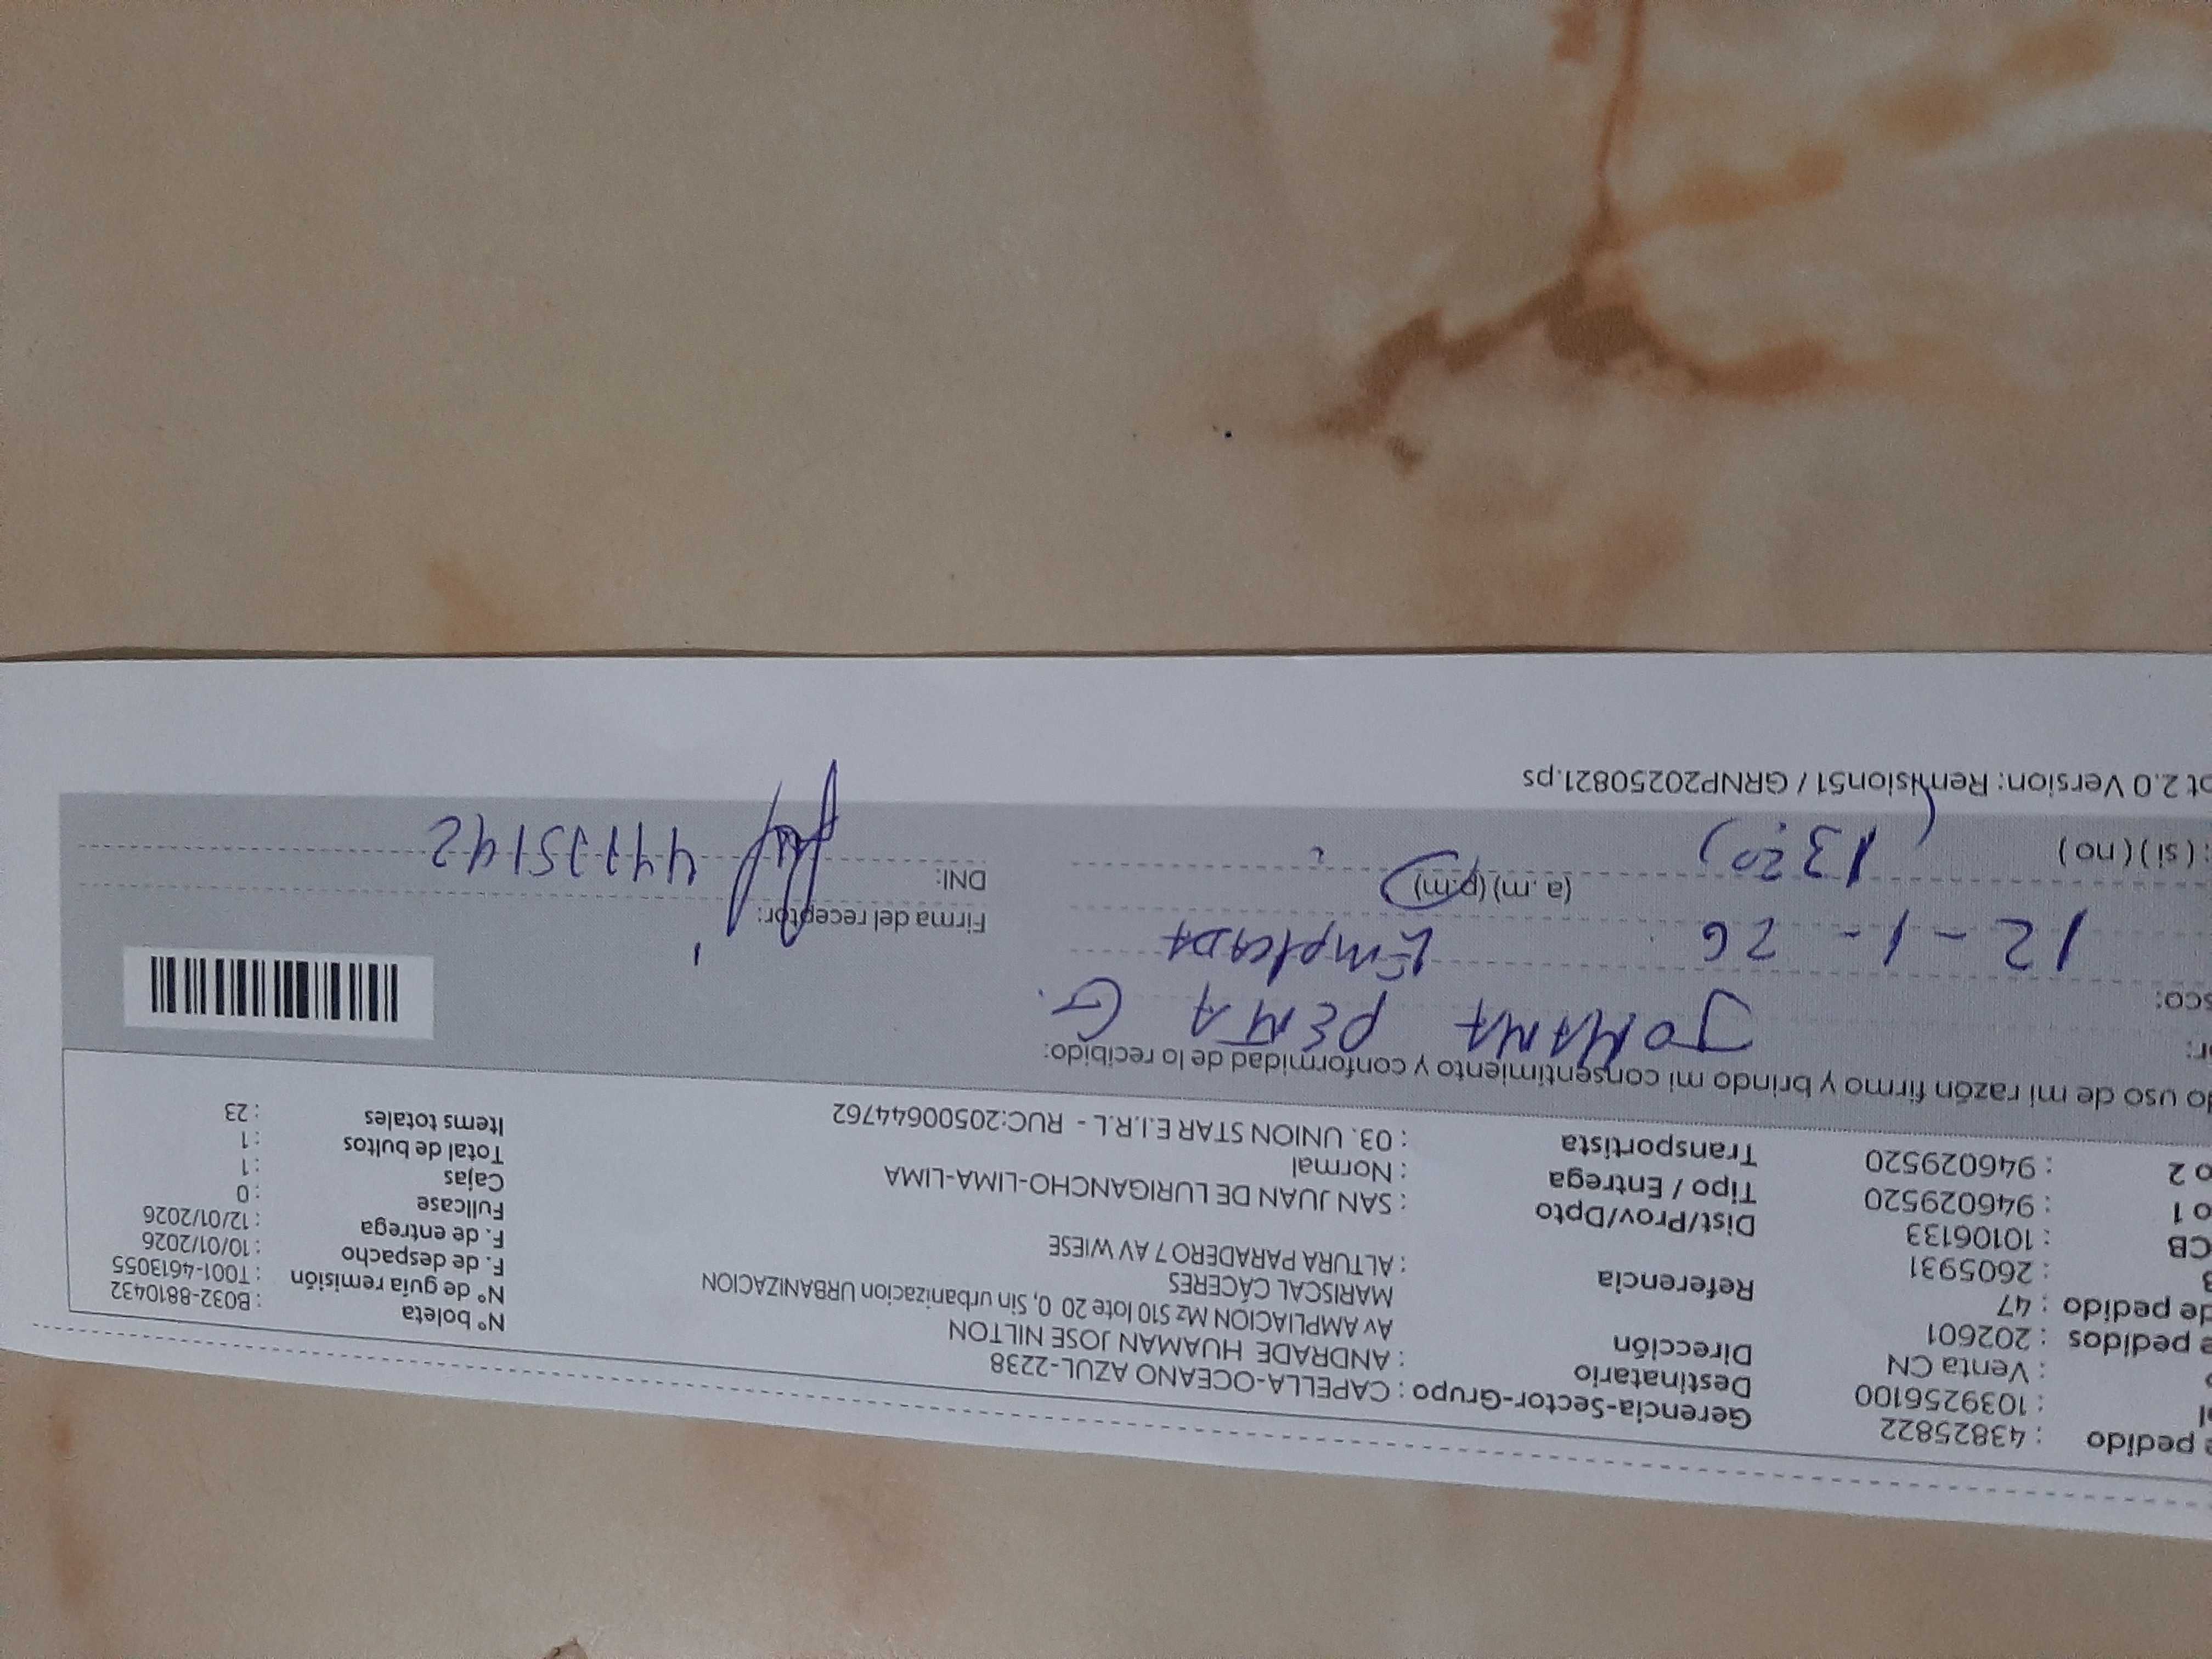 e pedido : 43825822 Gerencia-Sector-Grupo : CAPELLA-OCEANO AZUL-2238 N° boleta : B032-8810432
al : 1039256100 Destinatario : ANDRADE HUAMAN JOSE NILTON N° de guía remisión : T001-4613055
: Venta CN Dirección Av AMPLIACION Mz S10 lote 20 0, Sin urbanizacion URBANIZACION F. de despacho : 10/01/2026
e pedidos : 202601 MARISCAL CÁCERES F. de entrega : 12/01/2026
de pedido : 47 Referencia : ALTURA PARADERO 7 AV WIESE Fullcase : 0
: 2605931 Dist/Prov/Dpto : SAN JUAN DE LURIGANCHO-LIMA-LIMA Cajas : 1
CB : 10106133 Tipo / Entrega : Normal Total de bultos : 1
o 1 : 946029520 Transportista : 03. UNION STAR E.I.R.L - RUC:20500644762 Items totales : 23
o 2 : 946029520
do uso de mi razón firmo y brindo mi consentimiento y conformidad de lo recibido:
or: PEÑA G.
sco: EmplEADA
12 - 1 - 26 Firma del receptor:
(a. m) (p.m) DNI:
: ( si ) ( no ) (13:20)
pt 2.0 Version: Remision51 / GRNP20250821.ps